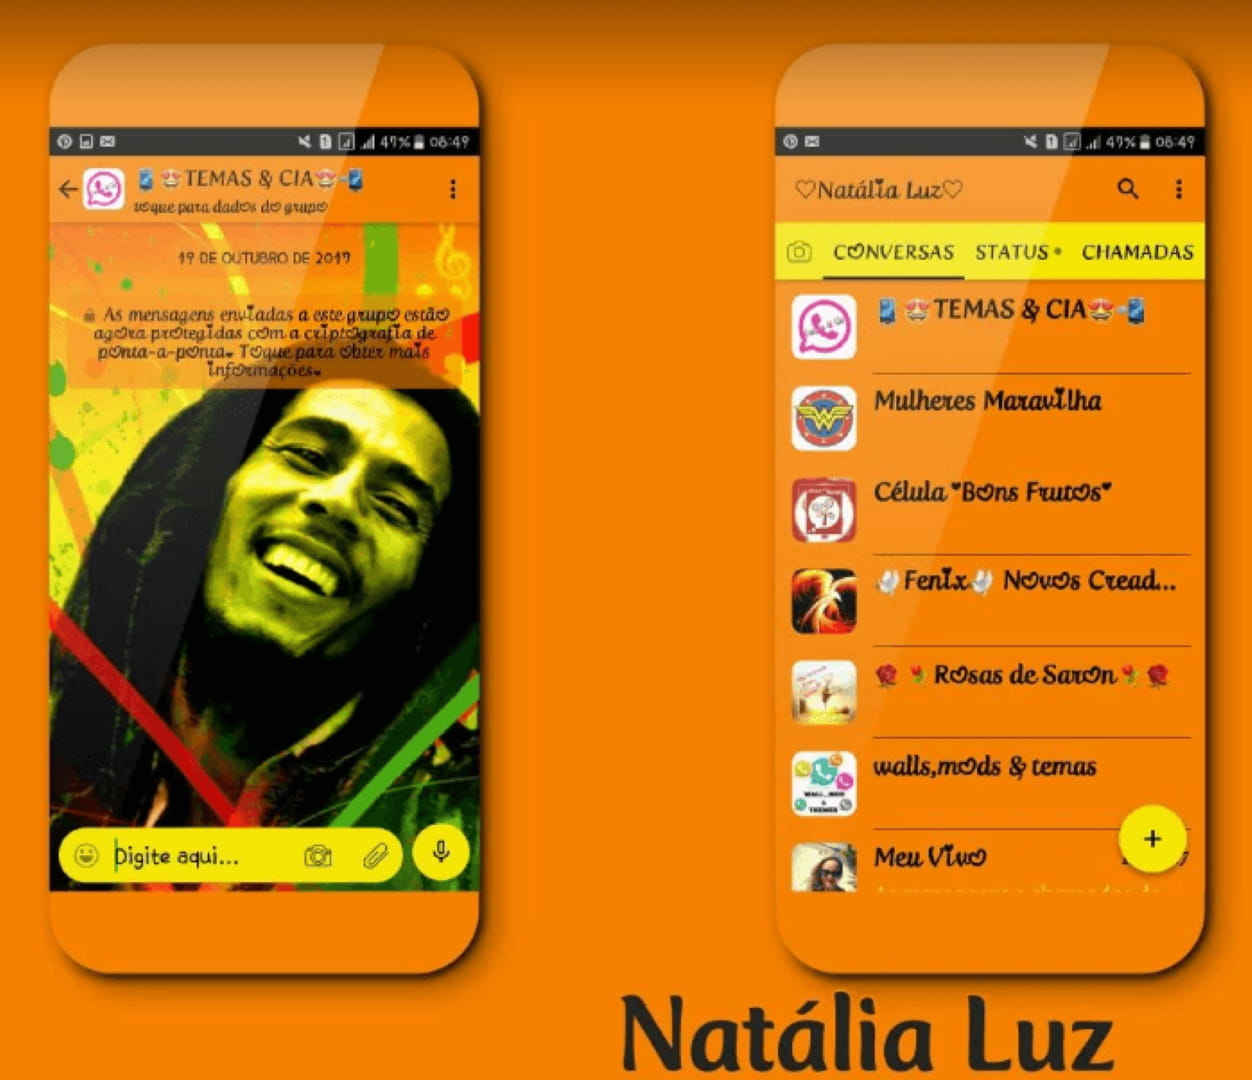 47% 08:49
TEMAS & CIA
toque para dados do grupo
19 DE OUTUBRO DE 2017
As mensagens enviadas a este grupo estão
agora protegidas com a criptografia de
ponta-a-ponta. Toque para obter mais
informações.
Digite aqui...
47% 08:49
♡Natália Luz♡
CONVERSAS STATUS • CHAMADAS
TEMAS & CIA
Mulheres Maravilha
Célula ♥Bons Frutos♥
🕊Fenix🕊 Novos Cread...
🌹🌷Rosas de Saron🌷🌹
walls,mods & temas
+
Meu Vivo
Natália Luz